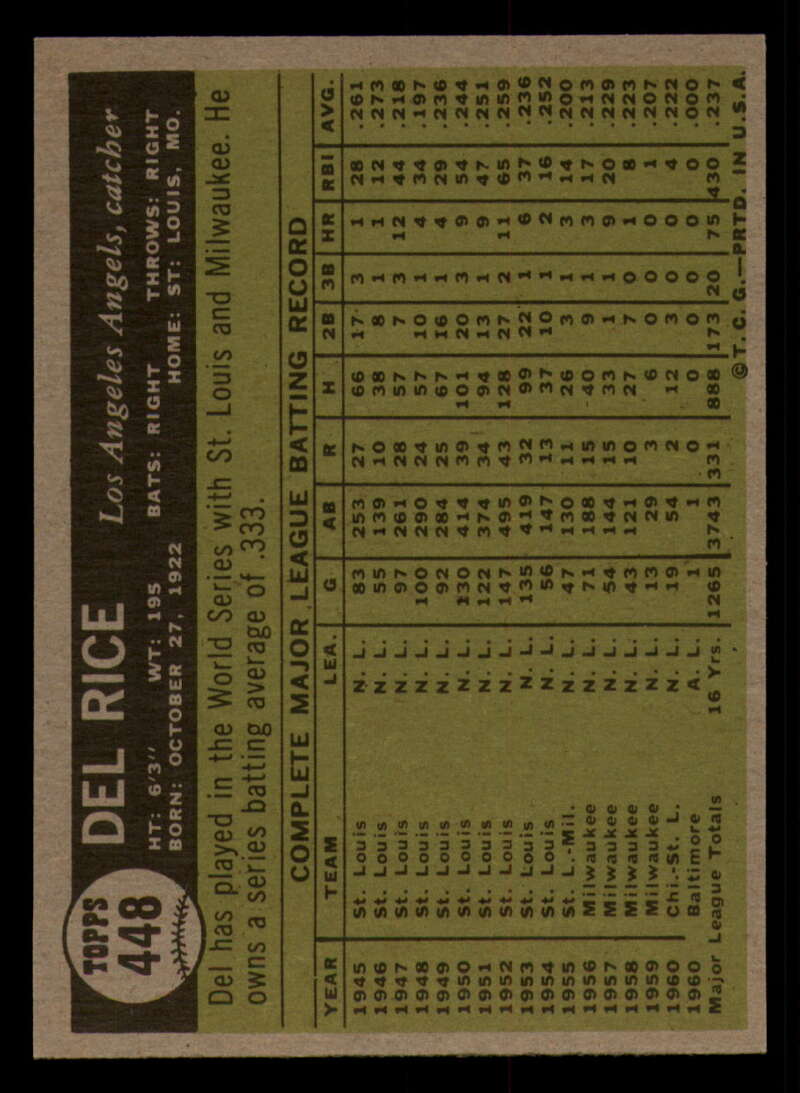 TOPPS
448
DEL RICE Los Angeles Angels, catcher
HT: 6'3" WT: 195 BATS: RIGHT THROWS: RIGHT
BORN: OCTOBER 27, 1922 HOME: ST: LOUIS, MO.
Del has played in the World Series with St. Louis and Milwaukee. He
owns a series batting average of .333.
COMPLETE MAJOR LEAGUE BATTING RECORD
YEAR TEAM LEA. G AB R H 2B 3B HR RBI AVG.
1945 St. Louis N. L. 83 253 27 66 17 3 1 28 .261
1946 St. Louis N. L. 55 139 10 38 8 1 1 12 .273
1947 St. Louis N. L. 97 261 28 57 7 3 12 44 .218
1948 St. Louis N. L. 100 290 24 57 10 1 4 34 .197
1949 St. Louis N. L. 92 284 25 67 16 1 4 29 .236
1950 St. Louis N. L. 130 414 39 101 20 3 9 54 .244
1951 St. Louis N. L. 122 374 34 94 13 1 9 47 .251
1952 St. Louis N. L. 147 495 43 128 27 2 11 65 .259
1953 St. Louis N. L. 135 419 32 99 22 1 6 37 .236
1954 St. Louis N. L. 56 147 13 37 10 1 2 16 .252
1955 St. L.-Mil. N. L. 47 130 11 26 3 1 3 14 .200
1956 Milwaukee N. L. 71 188 15 40 9 1 3 17 .213
1957 Milwaukee N. L. 54 144 15 33 1 1 9 20 .229
1958 Milwaukee N. L. 43 121 10 27 7 0 1 8 .223
1959 Milwaukee N. L. 13 29 3 6 0 0 0 1 .207
1960 Chi.-St. L. N. L. 19 54 2 12 3 0 0 4 .222
1960 Baltimore A. L. 1 1 0 0 0 0 0 0 .000
Major League Totals 16 Yrs. 1265 3743 331 888 173 20 75 430 .237
©T. C. G.—PRTD. IN U.S.A.